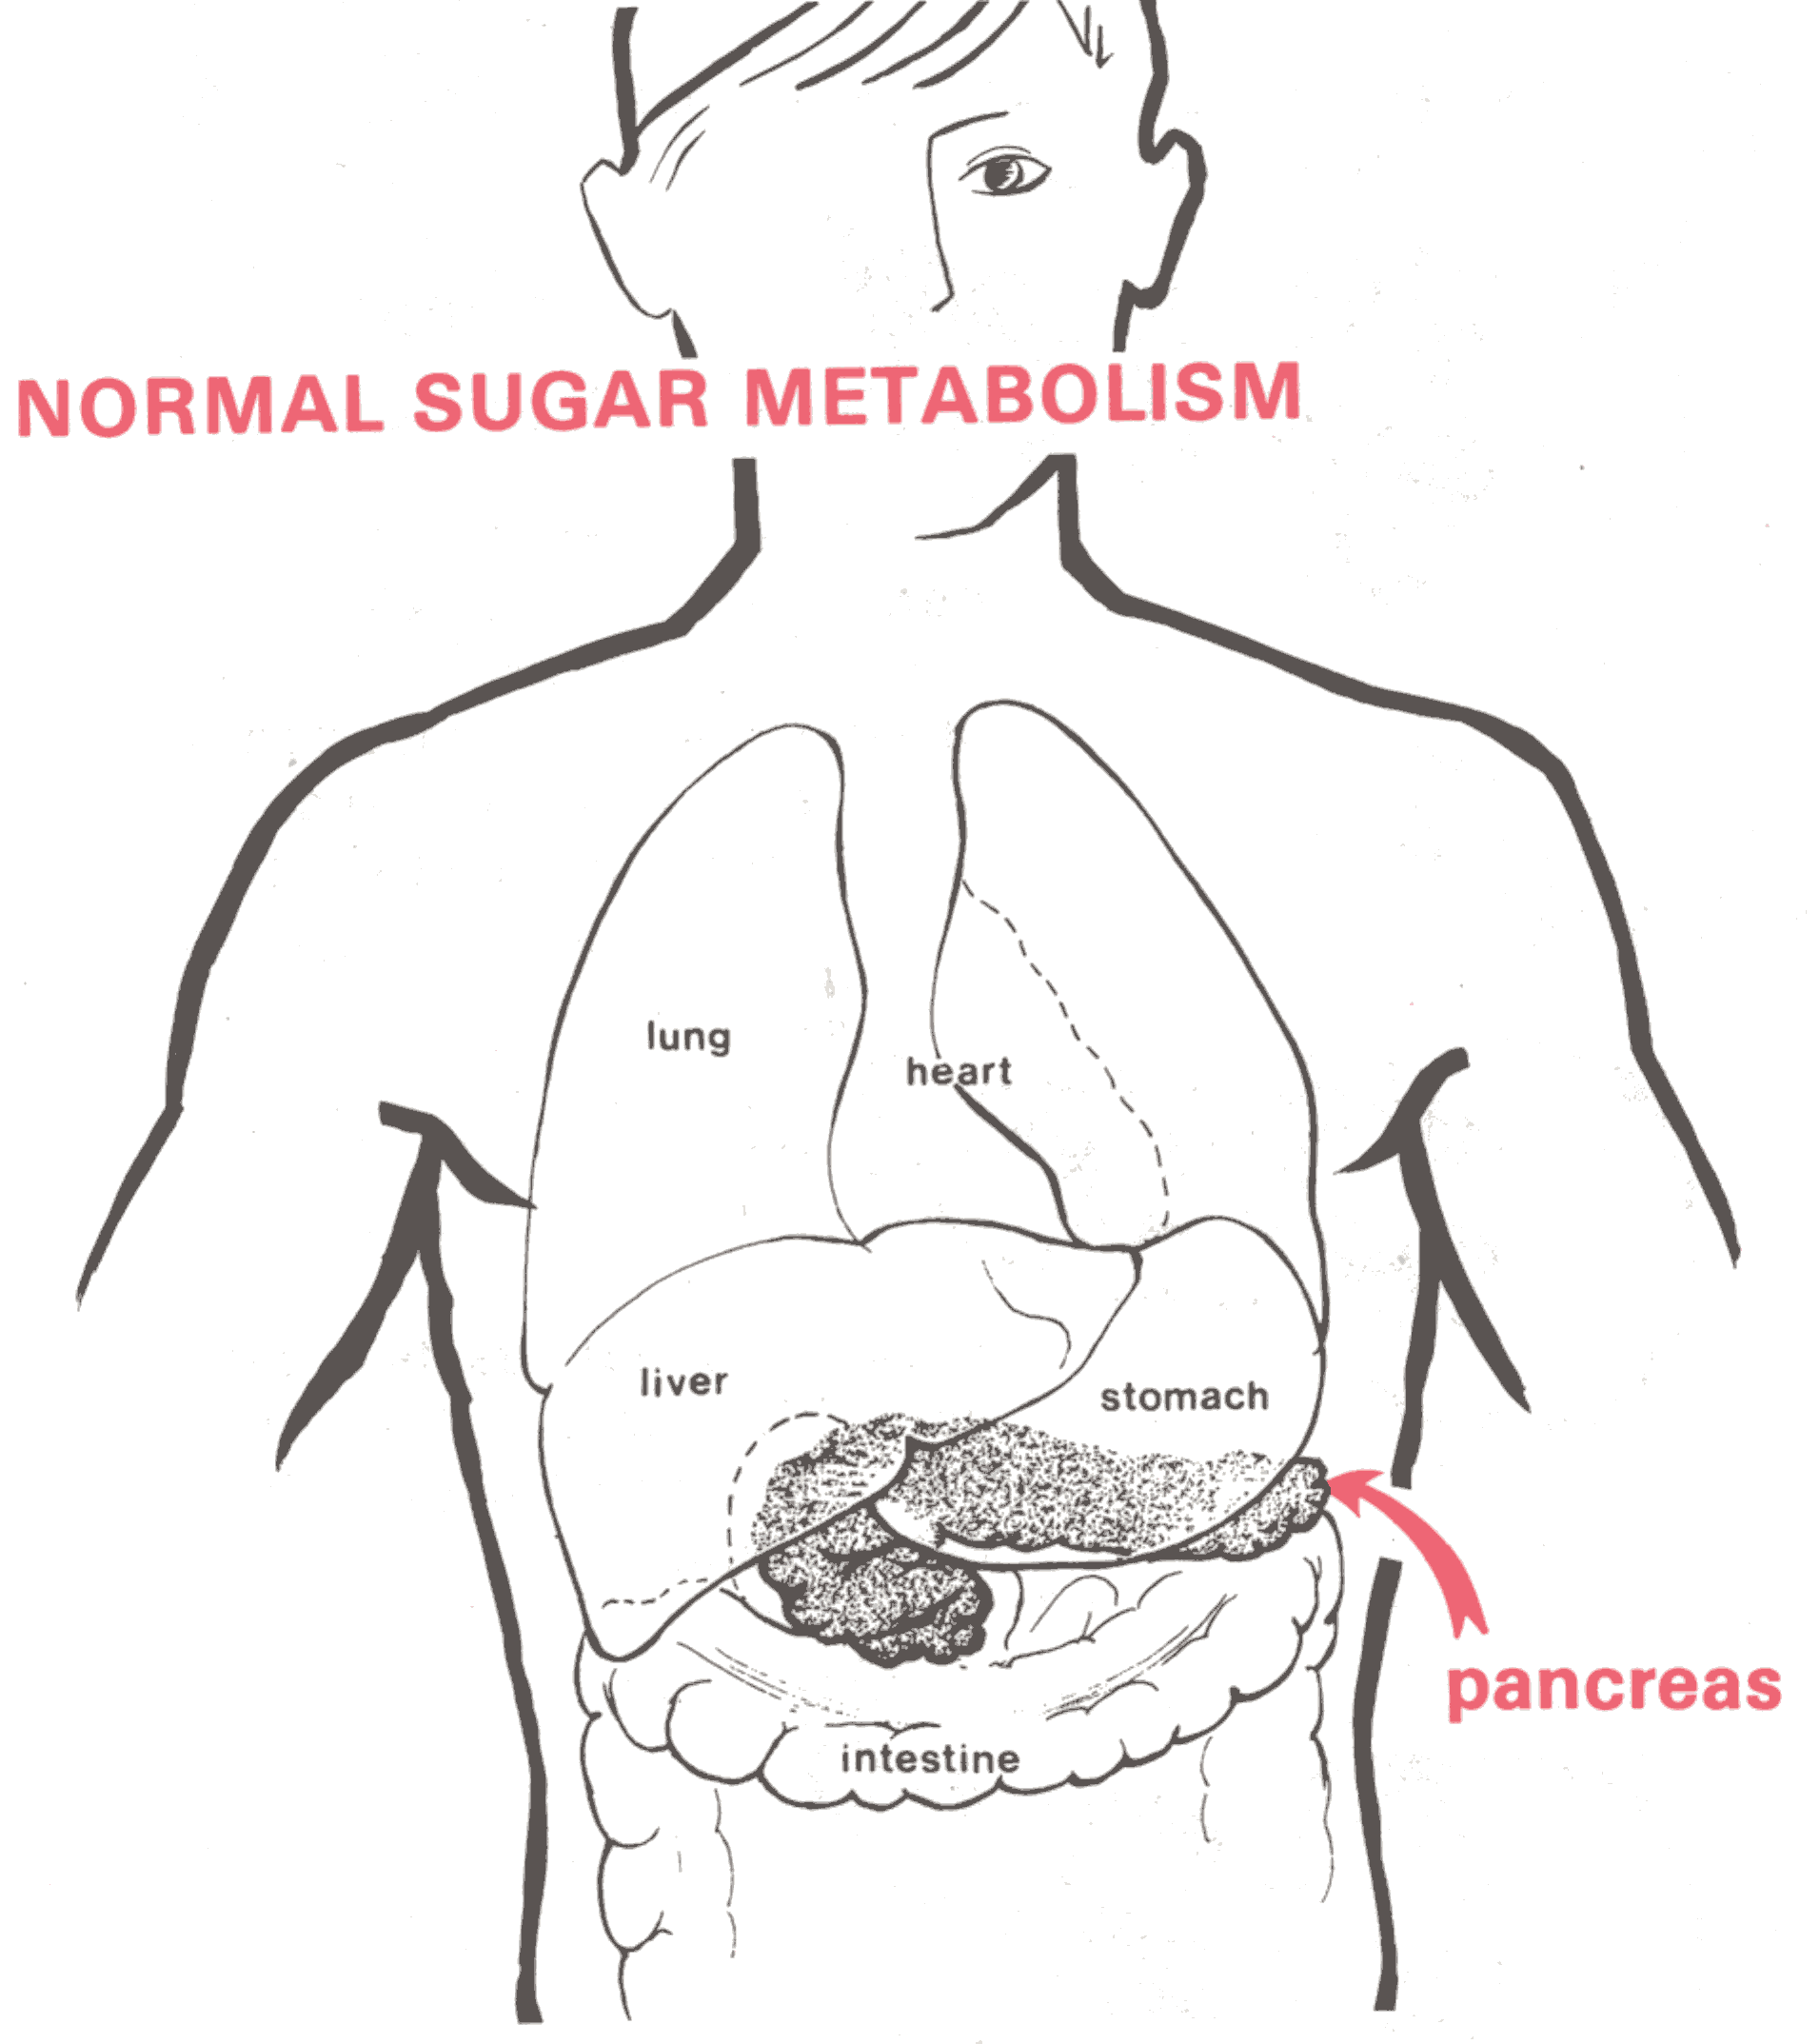 NORMAL SUGAR METABOLISM
lung
heart
liver
stomach
pancreas
intestine